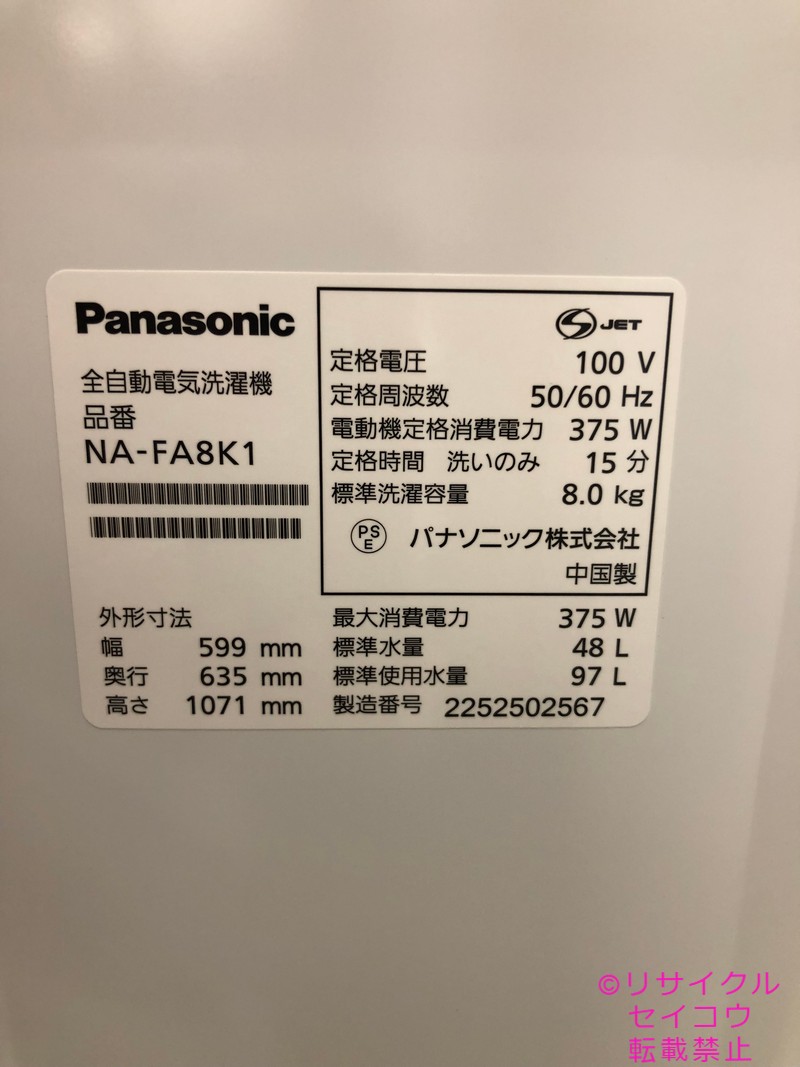 Panasonic
全自動電気洗濯機
品番
NA-FA8K1
JET
定格電圧 100 V
定格周波数 50/60 Hz
電動機定格消費電力 375 W
定格時間 洗いのみ 15 分
標準洗濯容量 8.0 kg
PS
E
パナソニック株式会社
中国製
外形寸法
幅 599 mm
奥行 635 mm
高さ 1071 mm
最大消費電力 375 W
標準水量 48 L
標準使用水量 97 L
製造番号 2252502567
©リサイクル
セイコウ
転載禁止